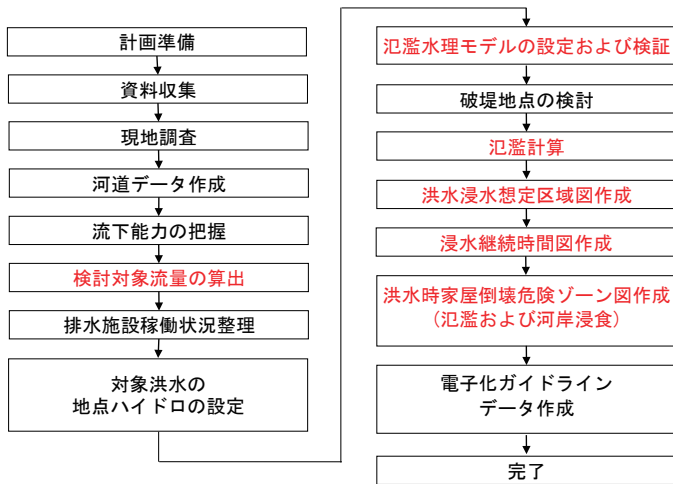 計画準備
資料収集
現地調査
河道データ作成
流下能力の把握
検討対象流量の算出
排水施設稼働状況整理
対象洪水の
地点ハイドロの設定
氾濫水理モデルの設定および検証
破堤地点の検討
氾濫計算
洪水浸水想定区域図作成
浸水継続時間図作成
洪水時家屋倒壊危険ゾーン図作成
(氾濫および河岸浸食)
電子化ガイドライン
データ作成
完了